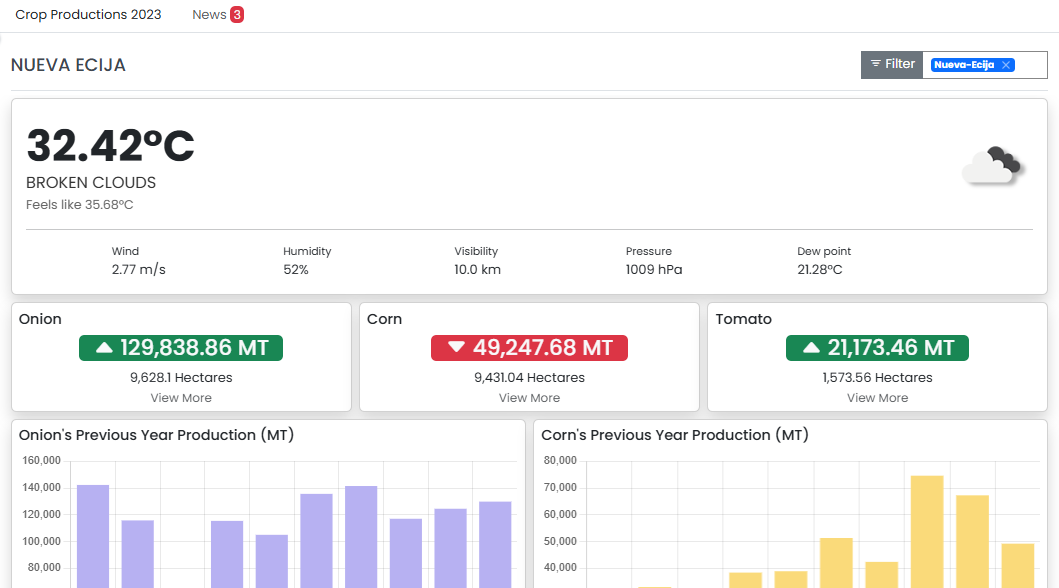 Crop Productions 2023 News 3
NUEVA ECIJA
Filter Nueva-Ecija ×
32.42°C
BROKEN CLOUDS
Feels like 35.68°C
Wind Humidity Visibility Pressure Dew point
2.77 m/s 52% 10.0 km 1009 hPa 21.28°C
Onion
129,838.86 MT
9,628.1 Hectares
View More
Corn
49,247.68 MT
9,431.04 Hectares
View More
Tomato
21,173.46 MT
1,573.56 Hectares
View More
Onion's Previous Year Production (MT)
160,000
140,000
120,000
100,000
80,000
Corn's Previous Year Production (MT)
80,000
70,000
60,000
50,000
40,000